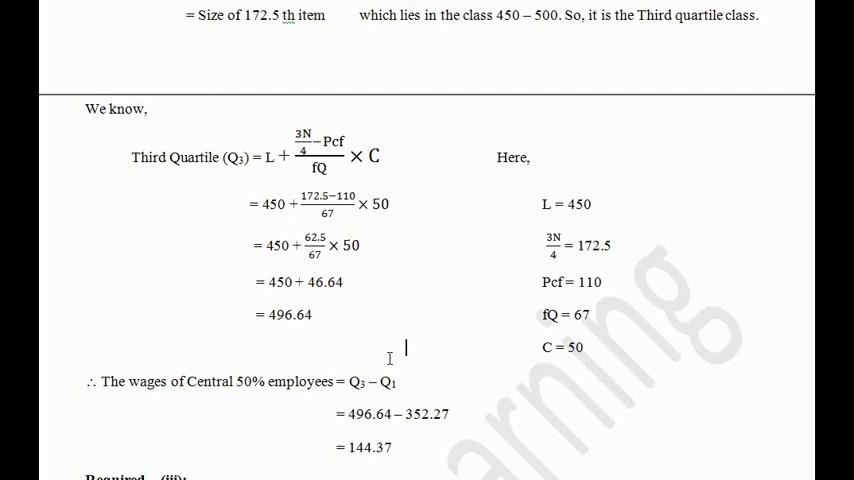 = Size of 172.5 th item which lies in the class 450 – 500. So, it is the Third quartile class.
We know,
Third Quartile (Q₃) = L + (3N/4 − Pcf)/fQ × C Here,
= 450 + (172.5−110)/67 × 50 L = 450
= 450 + 62.5/67 × 50 3N/4 = 172.5
= 450 + 46.64 Pcf = 110
= 496.64 fQ = 67
C = 50
∴ The wages of Central 50% employees = Q₃ – Q₁
= 496.64 – 352.27
= 144.37
Required – (iii):
arning